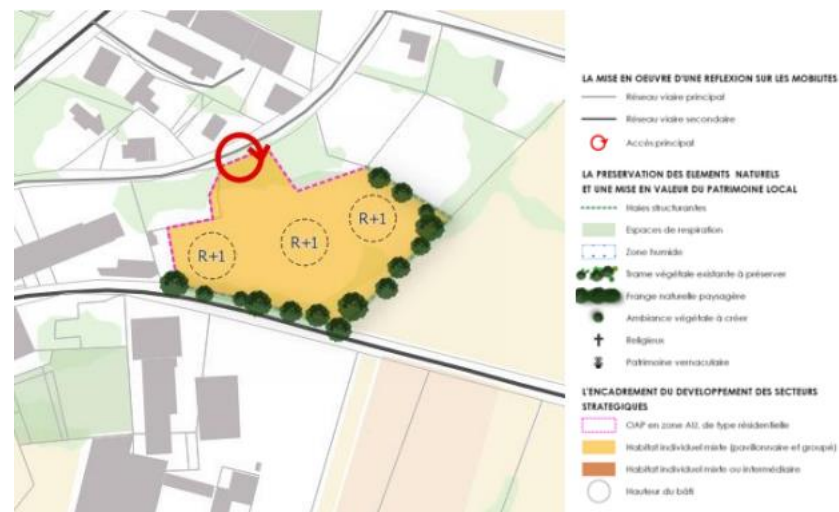 R+1
R+1
R+1
LA MISE EN OEUVRE D'UNE REFLEXION SUR LES MOBILITES
Réseau viaire principal
Réseau viaire secondaire
Accès principal
LA PRESERVATION DES ELEMENTS NATURELS
ET UNE MISE EN VALEUR DU PATRIMOINE LOCAL
Haies structurantes
Espaces de respiration
Zone humide
Trame végétale existante à préserver
Frange naturelle paysagère
Ambiance végétale à créer
Religieux
Patrimoine vernaculaire
L'ENCADREMENT DU DEVELOPPEMENT DES SECTEURS
STRATEGIQUES
OAP en zone AU, de type résidentielle
Habitat individuel mixte (pavillonnaire et groupé)
Habitat individuel mixte ou intermédiaire
Hauteur du bâti